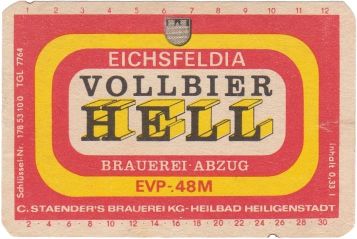 1 2 3 4 5 6 7 8 9 10 11 12
EICHSFELDIA
VOLLBIER
HELL
BRAUEREI-ABZUG
EVP-.48M
C. STAENDER'S BRAUEREI KG-HEILBAD HEILIGENSTADT
2 4 6 8 10 12 14 16 18 20 22 24 26 28 30
Schlüssel-Nr. 178 53 10 0 TGL 7764
Inhalt 0,33 l